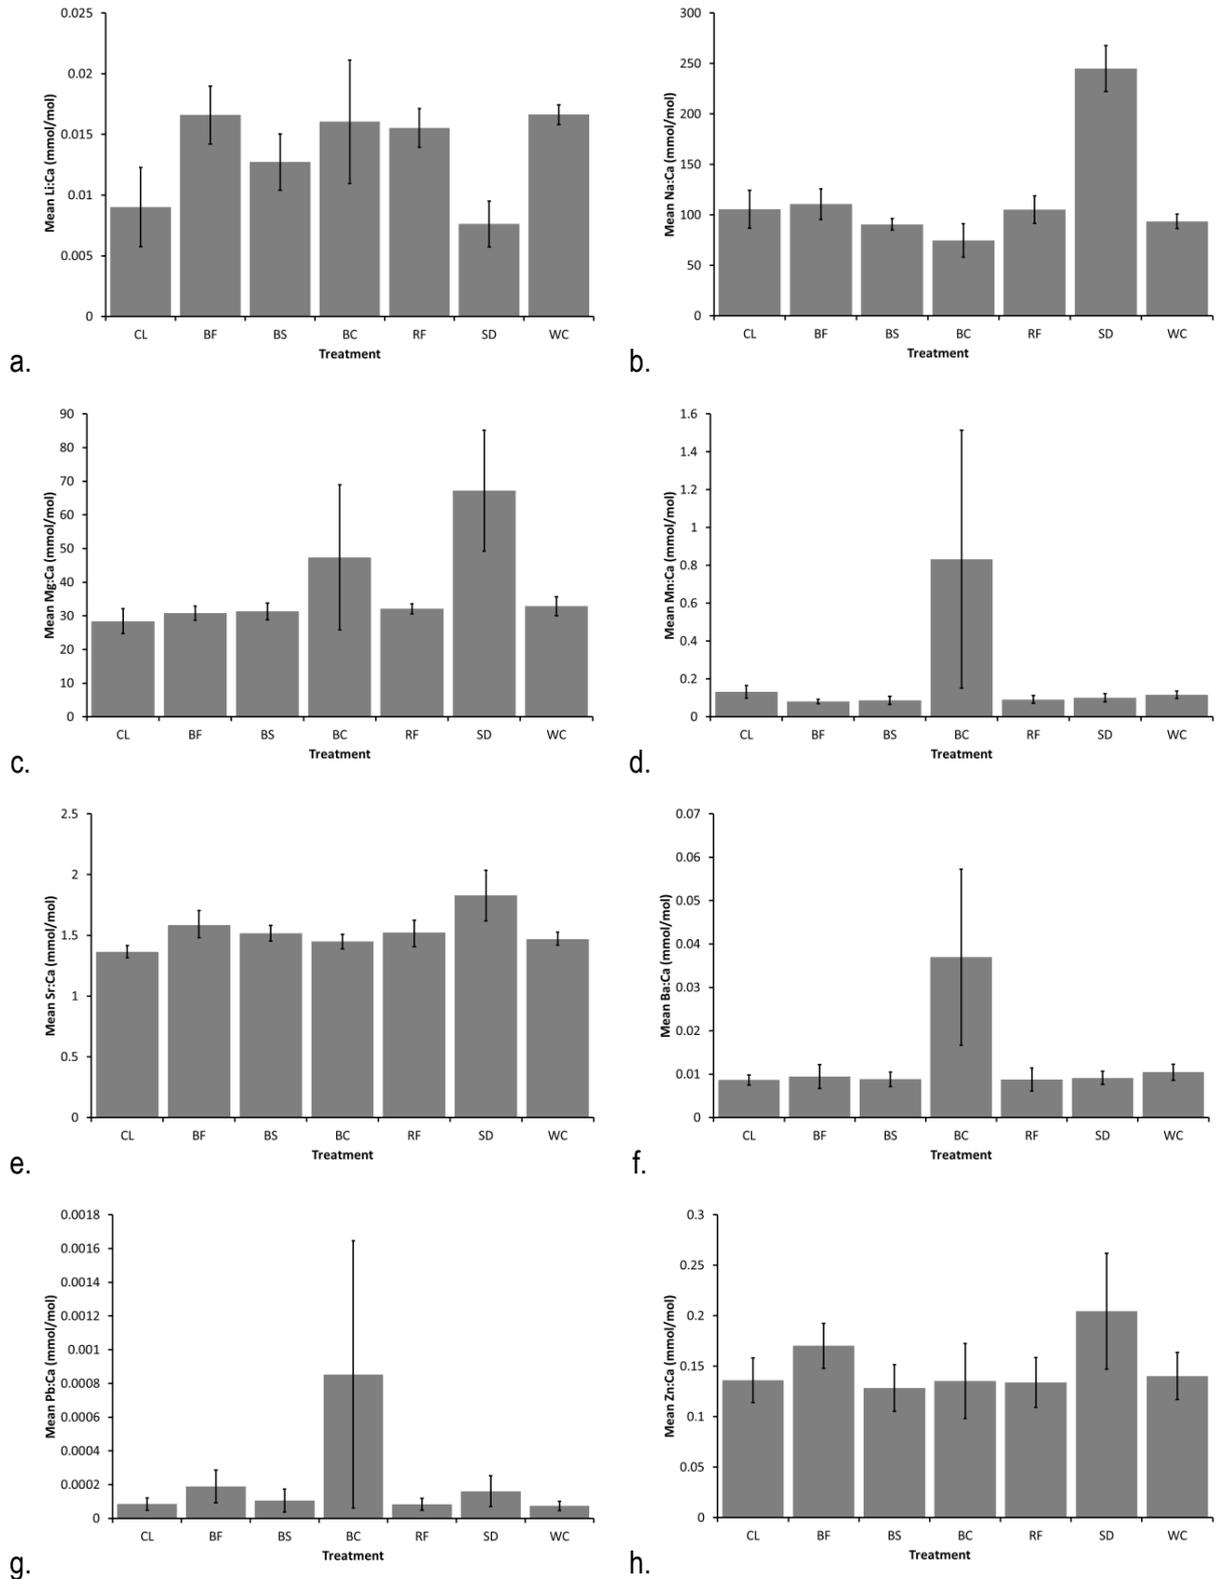 0.025
0.02
0.015
0.01
0.005
0
Mean Li:Ca (mmol/mol)
CL BF BS BC RF SD WC
Treatment
a.
300
250
200
150
100
50
0
Mean Na:Ca (mmol/mol)
CL BF BS BC RF SD WC
Treatment
b.
90
80
70
60
50
40
30
20
10
0
Mean Mg:Ca (mmol/mol)
CL BF BS BC RF SD WC
Treatment
c.
1.6
1.4
1.2
1
0.8
0.6
0.4
0.2
0
Mean Mn:Ca (mmol/mol)
CL BF BS BC RF SD WC
Treatment
d.
2.5
2
1.5
1
0.5
0
Mean Sr:Ca (mmol/mol)
CL BF BS BC RF SD WC
Treatment
e.
0.07
0.06
0.05
0.04
0.03
0.02
0.01
0
Mean Ba:Ca (mmol/mol)
CL BF BS BC RF SD WC
Treatment
f.
0.0018
0.0016
0.0014
0.0012
0.001
0.0008
0.0006
0.0004
0.0002
0
Mean Pb:Ca (mmol/mol)
CL BF BS BC RF SD WC
Treatment
g.
0.3
0.25
0.2
0.15
0.1
0.05
0
Mean Zn:Ca (mmol/mol)
CL BF BS BC RF SD WC
Treatment
h.